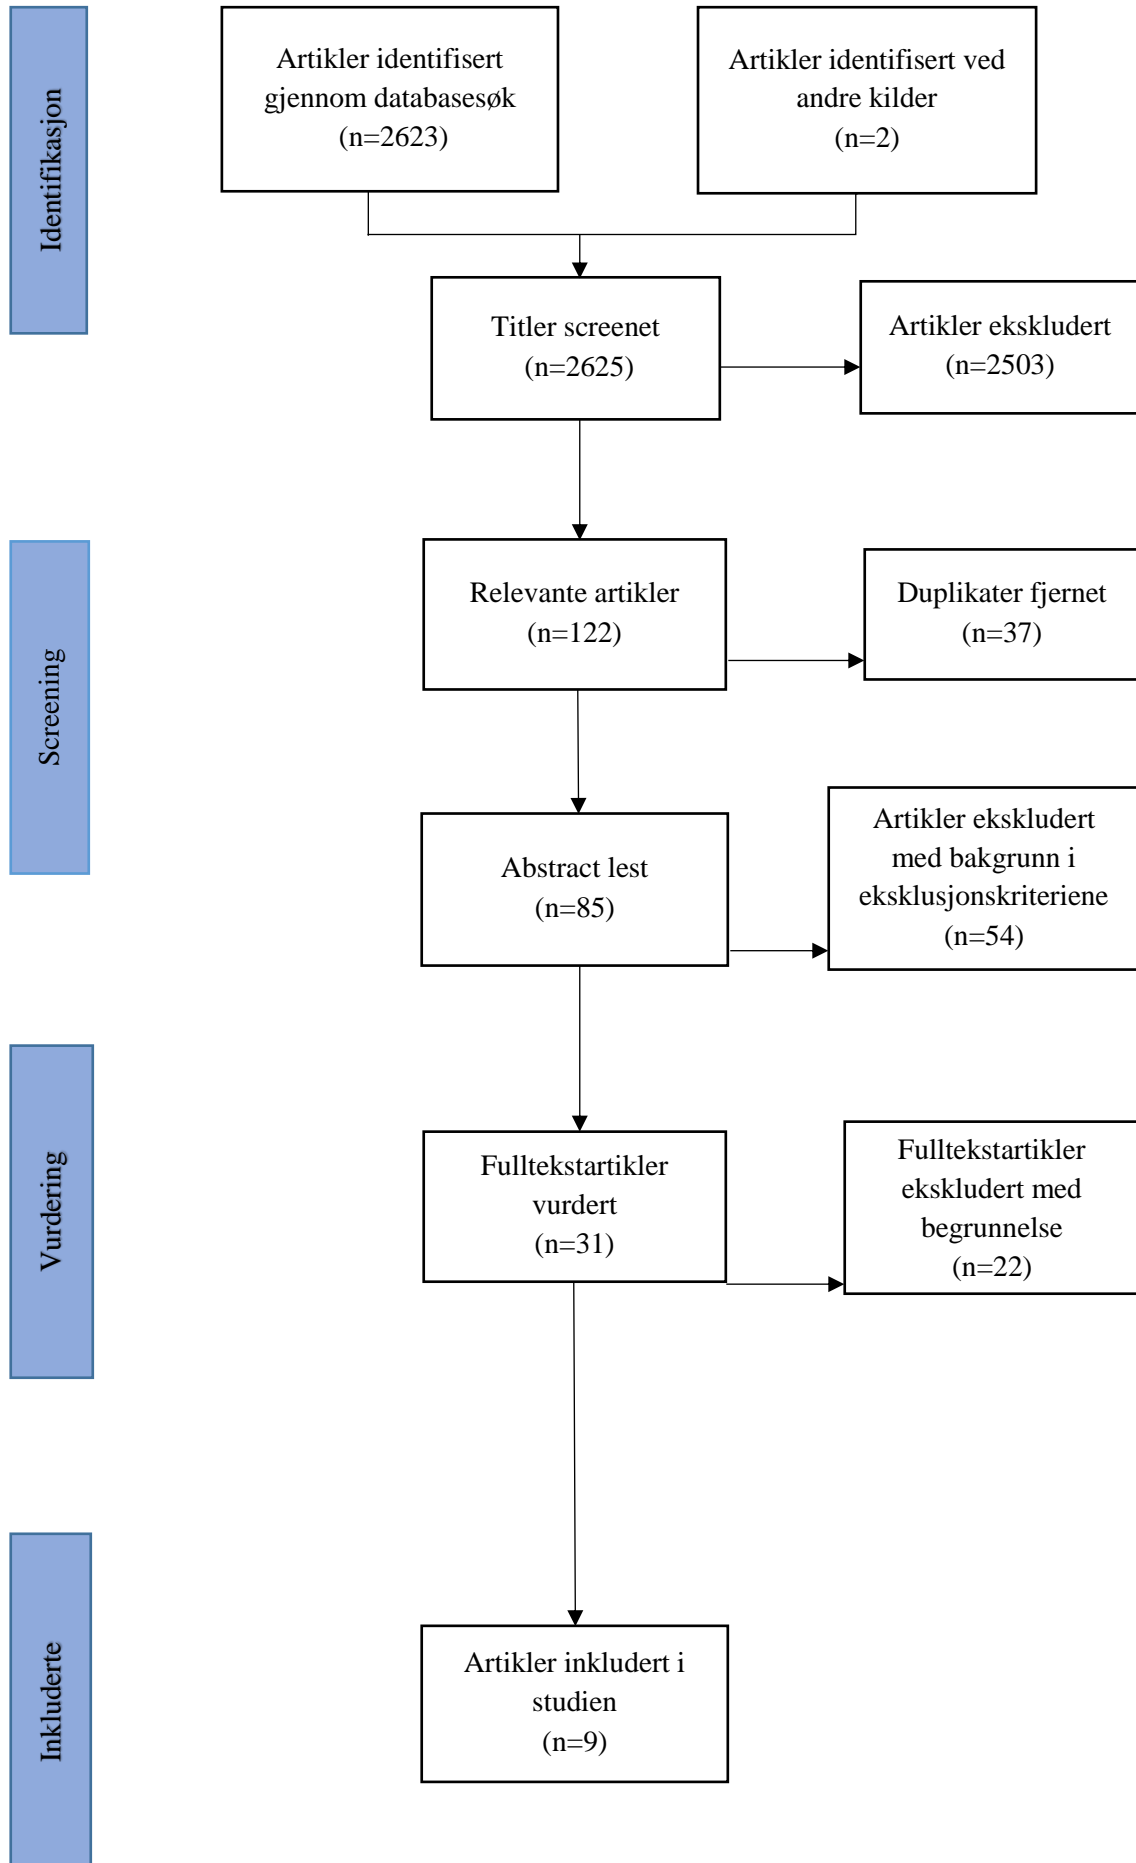 Identifikasjon
Artikler identifisert
gjennom databasesøk
(n=2623)
Artikler identifisert ved
andre kilder
(n=2)
Titler screenet
(n=2625)
Artikler ekskludert
(n=2503)
Screening
Relevante artikler
(n=122)
Duplikater fjernet
(n=37)
Abstract lest
(n=85)
Artikler ekskludert
med bakgrunn i
eksklusjonskriteriene
(n=54)
Vurdering
Fulltekstartikler
vurdert
(n=31)
Fulltekstartikler
ekskludert med
begrunnelse
(n=22)
Inkluderte
Artikler inkludert i
studien
(n=9)